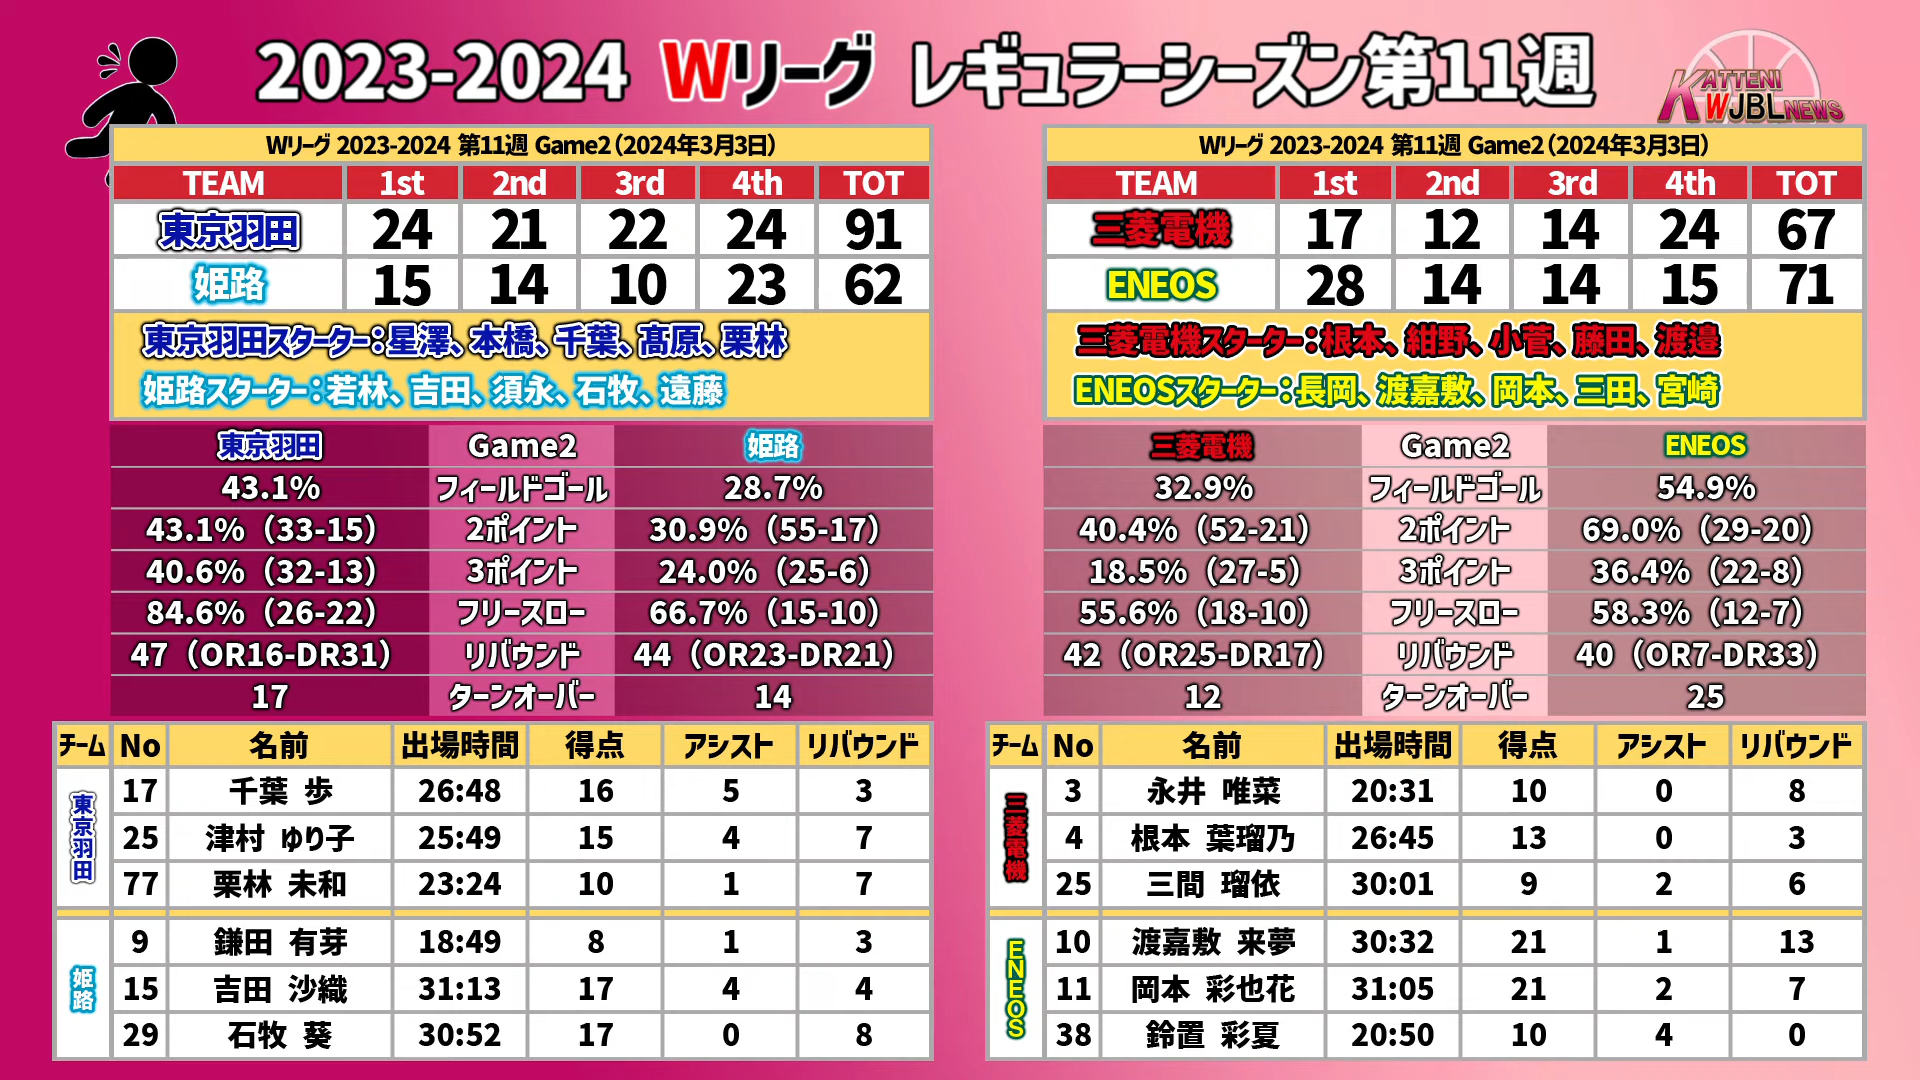 2023-2024 Wリーグ レギュラーシーズン第11週
KATTENI WJBL NEWS
Wリーグ 2023-2024 第11週 Game2（2024年3月3日）
TEAM 1st 2nd 3rd 4th TOT
東京羽田 24 21 22 24 91
姫路 15 14 10 23 62
東京羽田スターター：星澤、本橋、千葉、髙原、栗林
姫路スターター：若林、吉田、須永、石牧、遠藤
東京羽田 Game2 姫路
43.1% フィールドゴール 28.7%
43.1%（33-15） 2ポイント 30.9%（55-17）
40.6%（32-13） 3ポイント 24.0%（25-6）
84.6%（26-22） フリースロー 66.7%（15-10）
47（OR16-DR31） リバウンド 44（OR23-DR21）
17 ターンオーバー 14
チーム No 名前 出場時間 得点 アシスト リバウンド
東京羽田
17 千葉 歩 26:48 16 5 3
25 津村 ゆり子 25:49 15 4 7
77 栗林 未和 23:24 10 1 7
姫路
9 鎌田 有芽 18:49 8 1 3
15 吉田 沙織 31:13 17 4 4
29 石牧 葵 30:52 17 0 8
Wリーグ 2023-2024 第11週 Game2（2024年3月3日）
TEAM 1st 2nd 3rd 4th TOT
三菱電機 17 12 14 24 67
ENEOS 28 14 14 15 71
三菱電機スターター：根本、紺野、小菅、藤田、渡邉
ENEOSスターター：長岡、渡嘉敷、岡本、三田、宮崎
三菱電機 Game2 ENEOS
32.9% フィールドゴール 54.9%
40.4%（52-21） 2ポイント 69.0%（29-20）
18.5%（27-5） 3ポイント 36.4%（22-8）
55.6%（18-10） フリースロー 58.3%（12-7）
42（OR25-DR17） リバウンド 40（OR7-DR33）
12 ターンオーバー 25
チーム No 名前 出場時間 得点 アシスト リバウンド
三菱電機
3 永井 唯菜 20:31 10 0 8
4 根本 葉瑠乃 26:45 13 0 3
25 三間 瑠依 30:01 9 2 6
ENEOS
10 渡嘉敷 来夢 30:32 21 1 13
11 岡本 彩也花 31:05 21 2 7
38 鈴置 彩夏 20:50 10 4 0